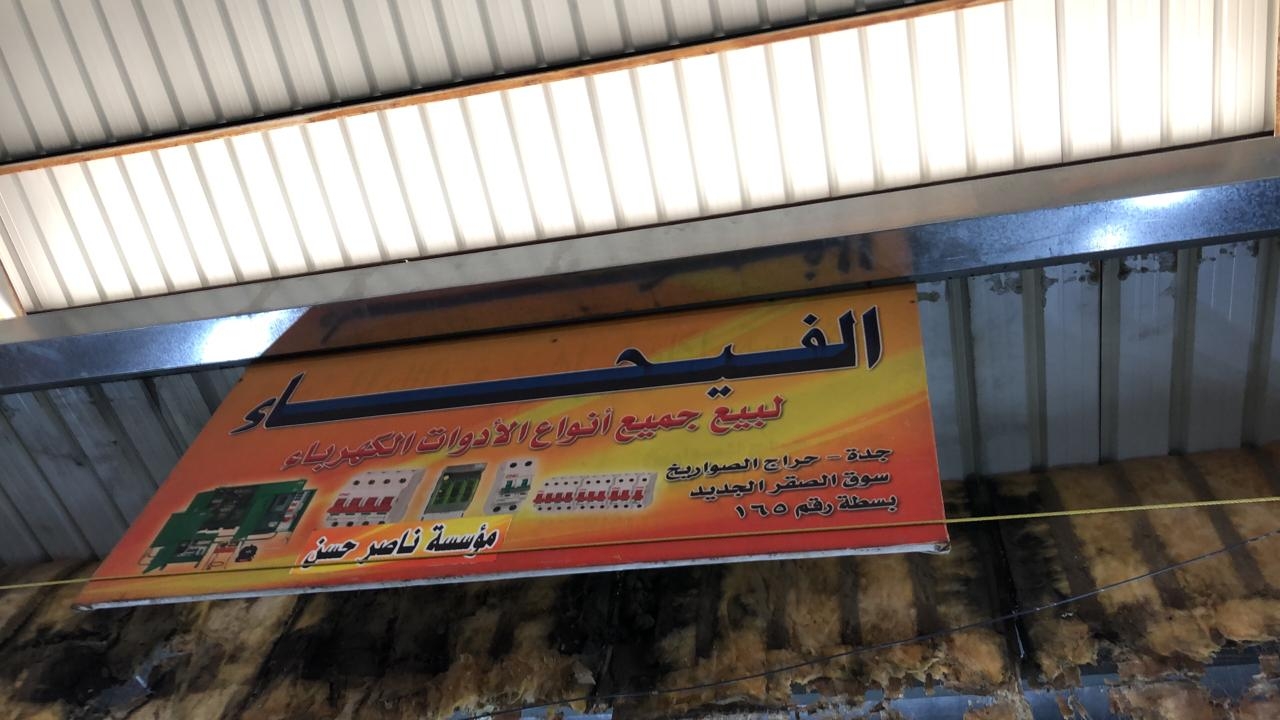 الفيحاء
لبيع جميع أنواع الأدوات الكهرباء
جدة - حراج الصواريخ
سوق الصقر الجديد
بسطة رقم ١٦٥
مؤسسة ناصر حسن